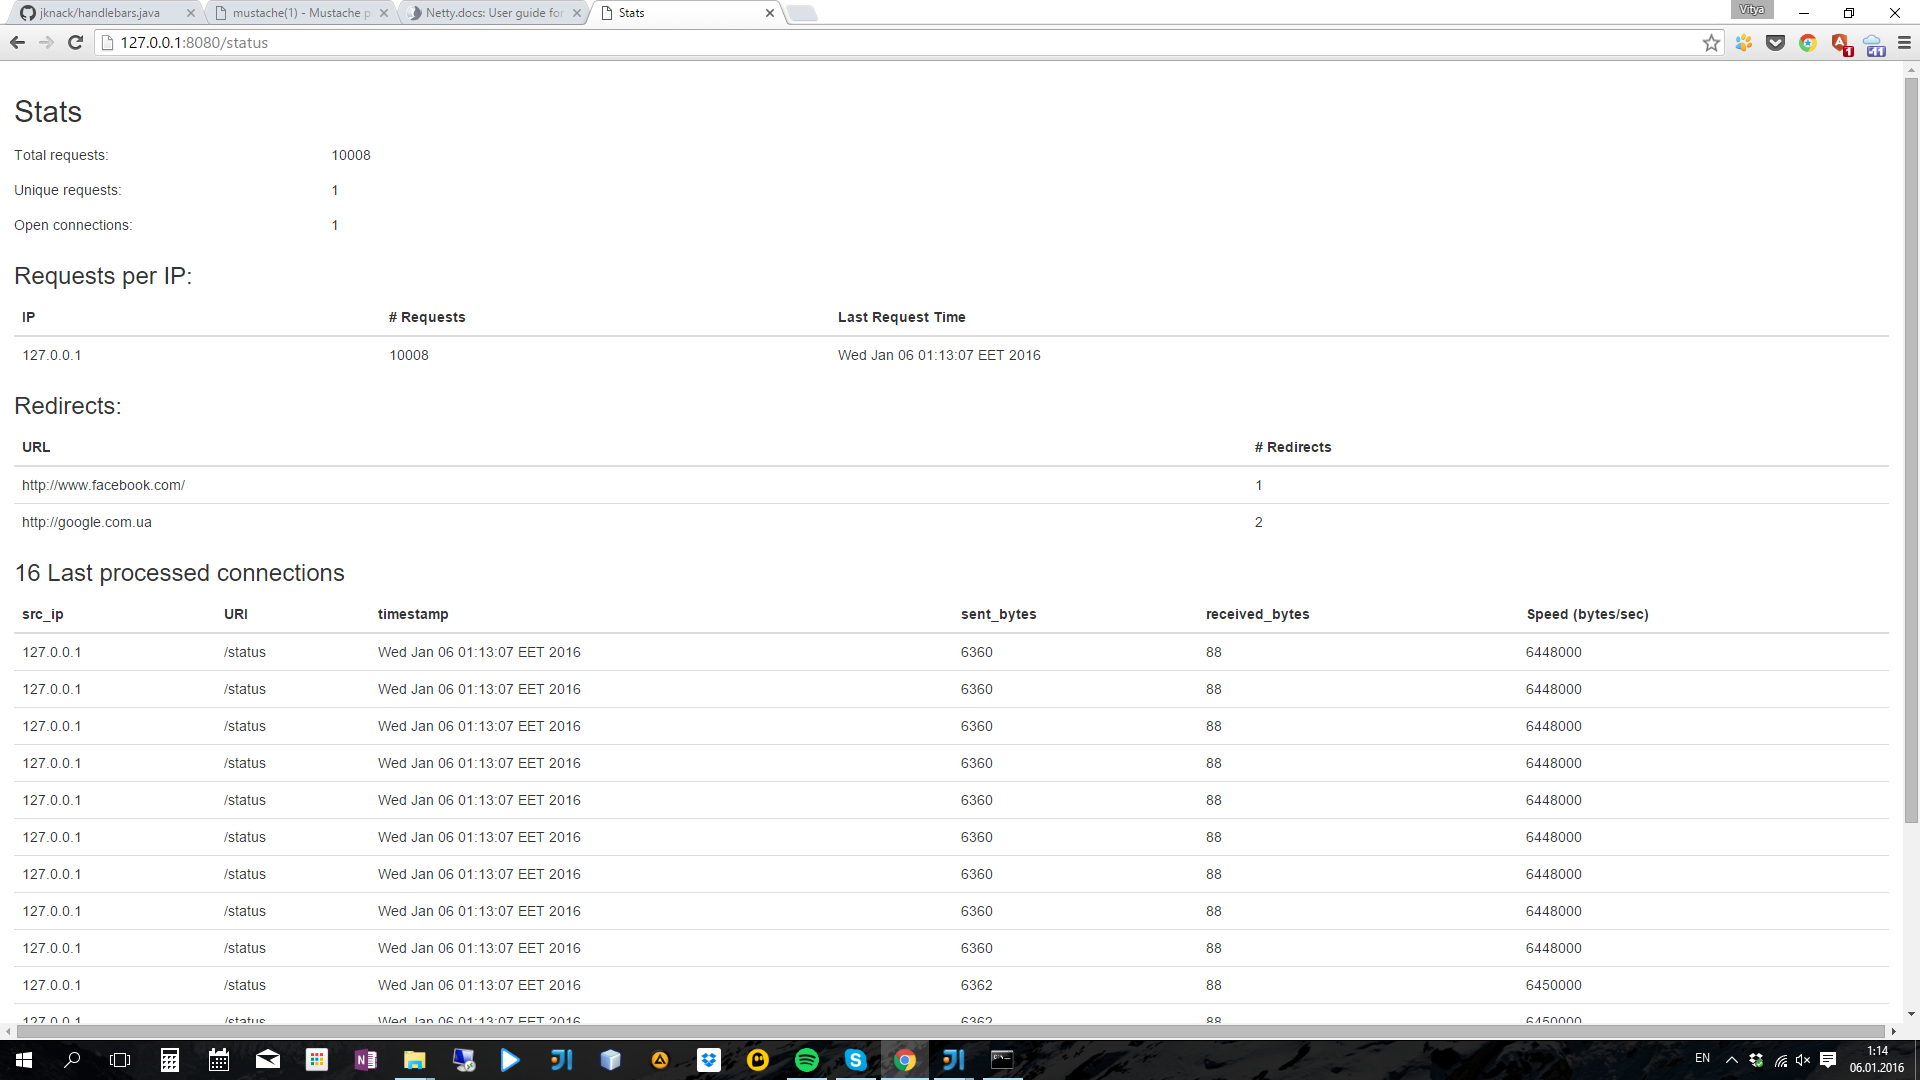 jknack/handlebars.java
mustache(1) - Mustache p
Netty.docs: User guide for
Stats
Vitya
127.0.0.1:8080/status
1
11
Stats
Total requests: 10008
Unique requests: 1
Open connections: 1
Requests per IP:
IP # Requests Last Request Time
127.0.0.1 10008 Wed Jan 06 01:13:07 EET 2016
Redirects:
URL # Redirects
http://www.facebook.com/ 1
http://google.com.ua 2
16 Last processed connections
src_ip URI timestamp sent_bytes received_bytes Speed (bytes/sec)
127.0.0.1 /status Wed Jan 06 01:13:07 EET 2016 6360 88 6448000
127.0.0.1 /status Wed Jan 06 01:13:07 EET 2016 6360 88 6448000
127.0.0.1 /status Wed Jan 06 01:13:07 EET 2016 6360 88 6448000
127.0.0.1 /status Wed Jan 06 01:13:07 EET 2016 6360 88 6448000
127.0.0.1 /status Wed Jan 06 01:13:07 EET 2016 6360 88 6448000
127.0.0.1 /status Wed Jan 06 01:13:07 EET 2016 6360 88 6448000
127.0.0.1 /status Wed Jan 06 01:13:07 EET 2016 6360 88 6448000
127.0.0.1 /status Wed Jan 06 01:13:07 EET 2016 6360 88 6448000
127.0.0.1 /status Wed Jan 06 01:13:07 EET 2016 6360 88 6448000
127.0.0.1 /status Wed Jan 06 01:13:07 EET 2016 6362 88 6450000
127.0.0.1 /status Wed Jan 06 01:13:07 EET 2016 6362 88 6450000
EN
1:14
06.01.2016